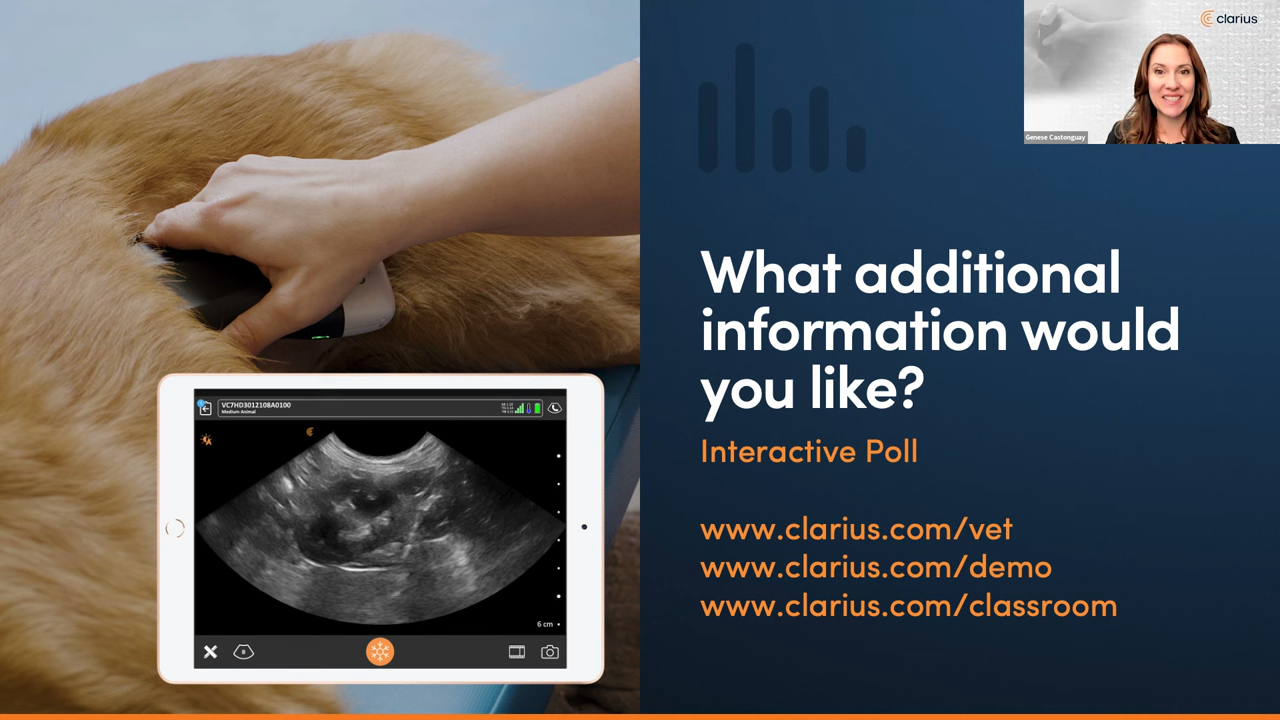 clarius
Genese Castonguay
What additional
information would
you like?
Interactive Poll
www.clarius.com/vet
www.clarius.com/demo
www.clarius.com/classroom
VC7HD3012108A0100
Medium Animal
6 cm
B